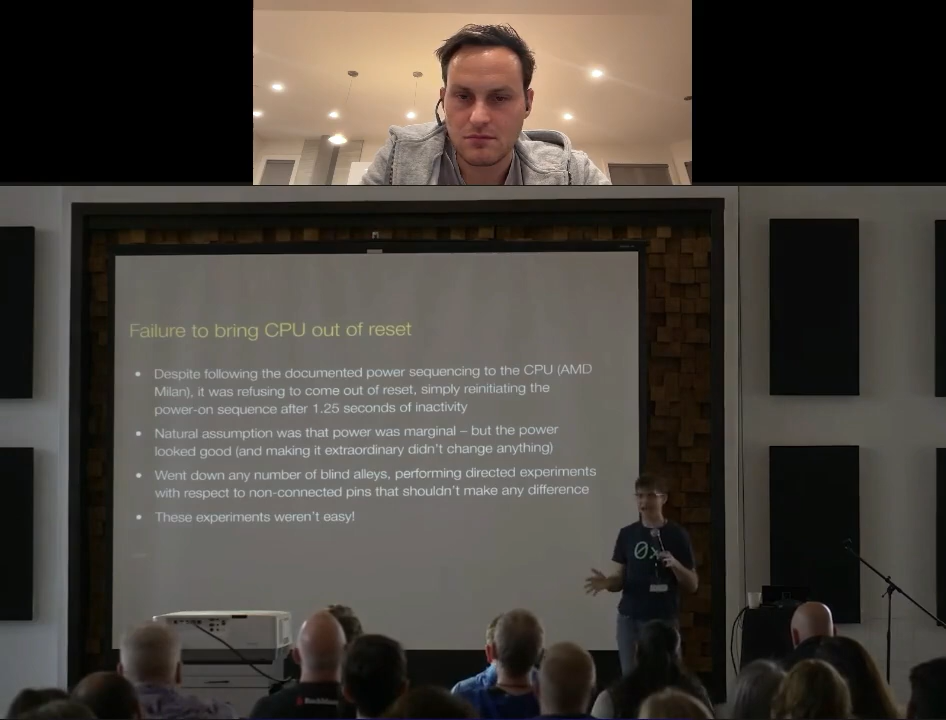 Failure to bring CPU out of reset
• Despite following the documented power sequencing to the CPU (AMD
Milan), it was refusing to come out of reset, simply reinitiating the
power-on sequence after 1.25 seconds of inactivity
• Natural assumption was that power was marginal – but the power
looked good (and making it extraordinary didn't change anything)
• Went down any number of blind alleys, performing directed experiments
with respect to non-connected pins that shouldn't make any difference
• These experiments weren't easy!
0x